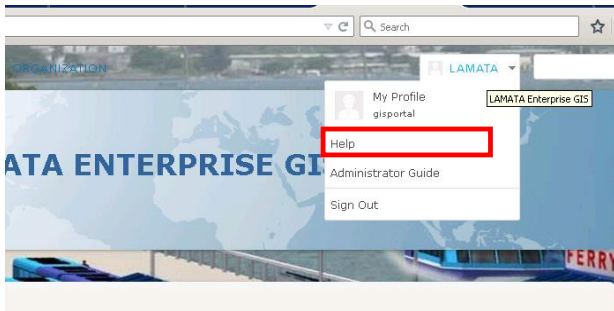 Search
ORGANIZATION
LAMATA
My Profile
gisportal
LAMATA Enterprise GIS
Help
ATA ENTERPRISE GI
Administrator Guide
Sign Out
FERRY